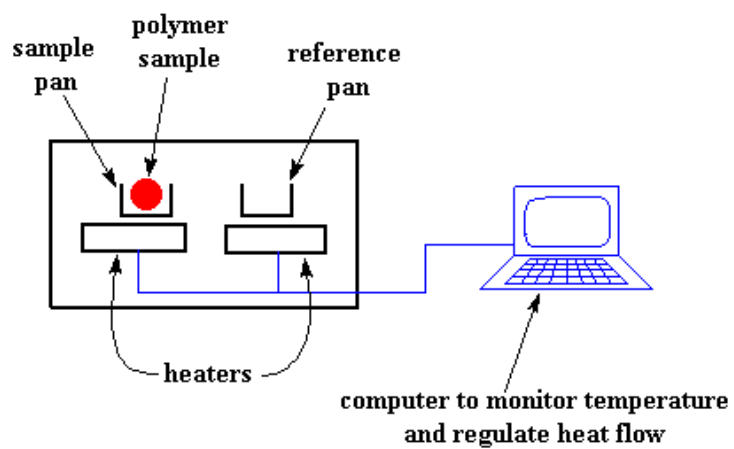 polymer
sample
sample
pan
reference
pan
heaters
computer to monitor temperature
and regulate heat flow